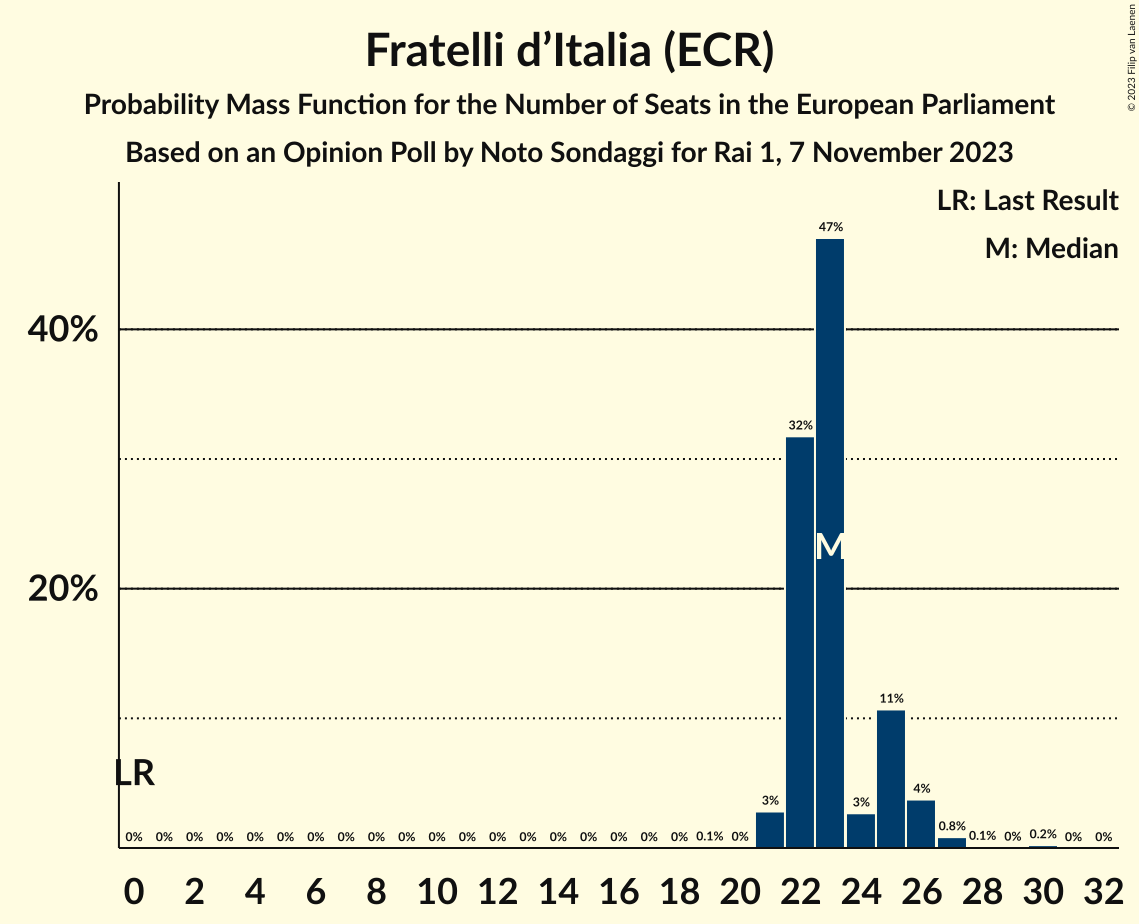 Fratelli d’Italia (ECR)
Probability Mass Function for the Number of Seats in the European Parliament
Based on an Opinion Poll by Noto Sondaggi for Rai 1, 7 November 2023
© 2023 Filip van Laenen
LR: Last Result
M: Median
47%
40%
32%
M
20%
11%
LR
4%
3% 3%
0.8%
0% 0% 0% 0% 0% 0% 0% 0% 0% 0% 0% 0% 0% 0% 0% 0% 0% 0% 0% 0.1% 0% 0.1% 0% 0.2% 0% 0%
0 2 4 6 8 10 12 14 16 18 20 22 24 26 28 30 32